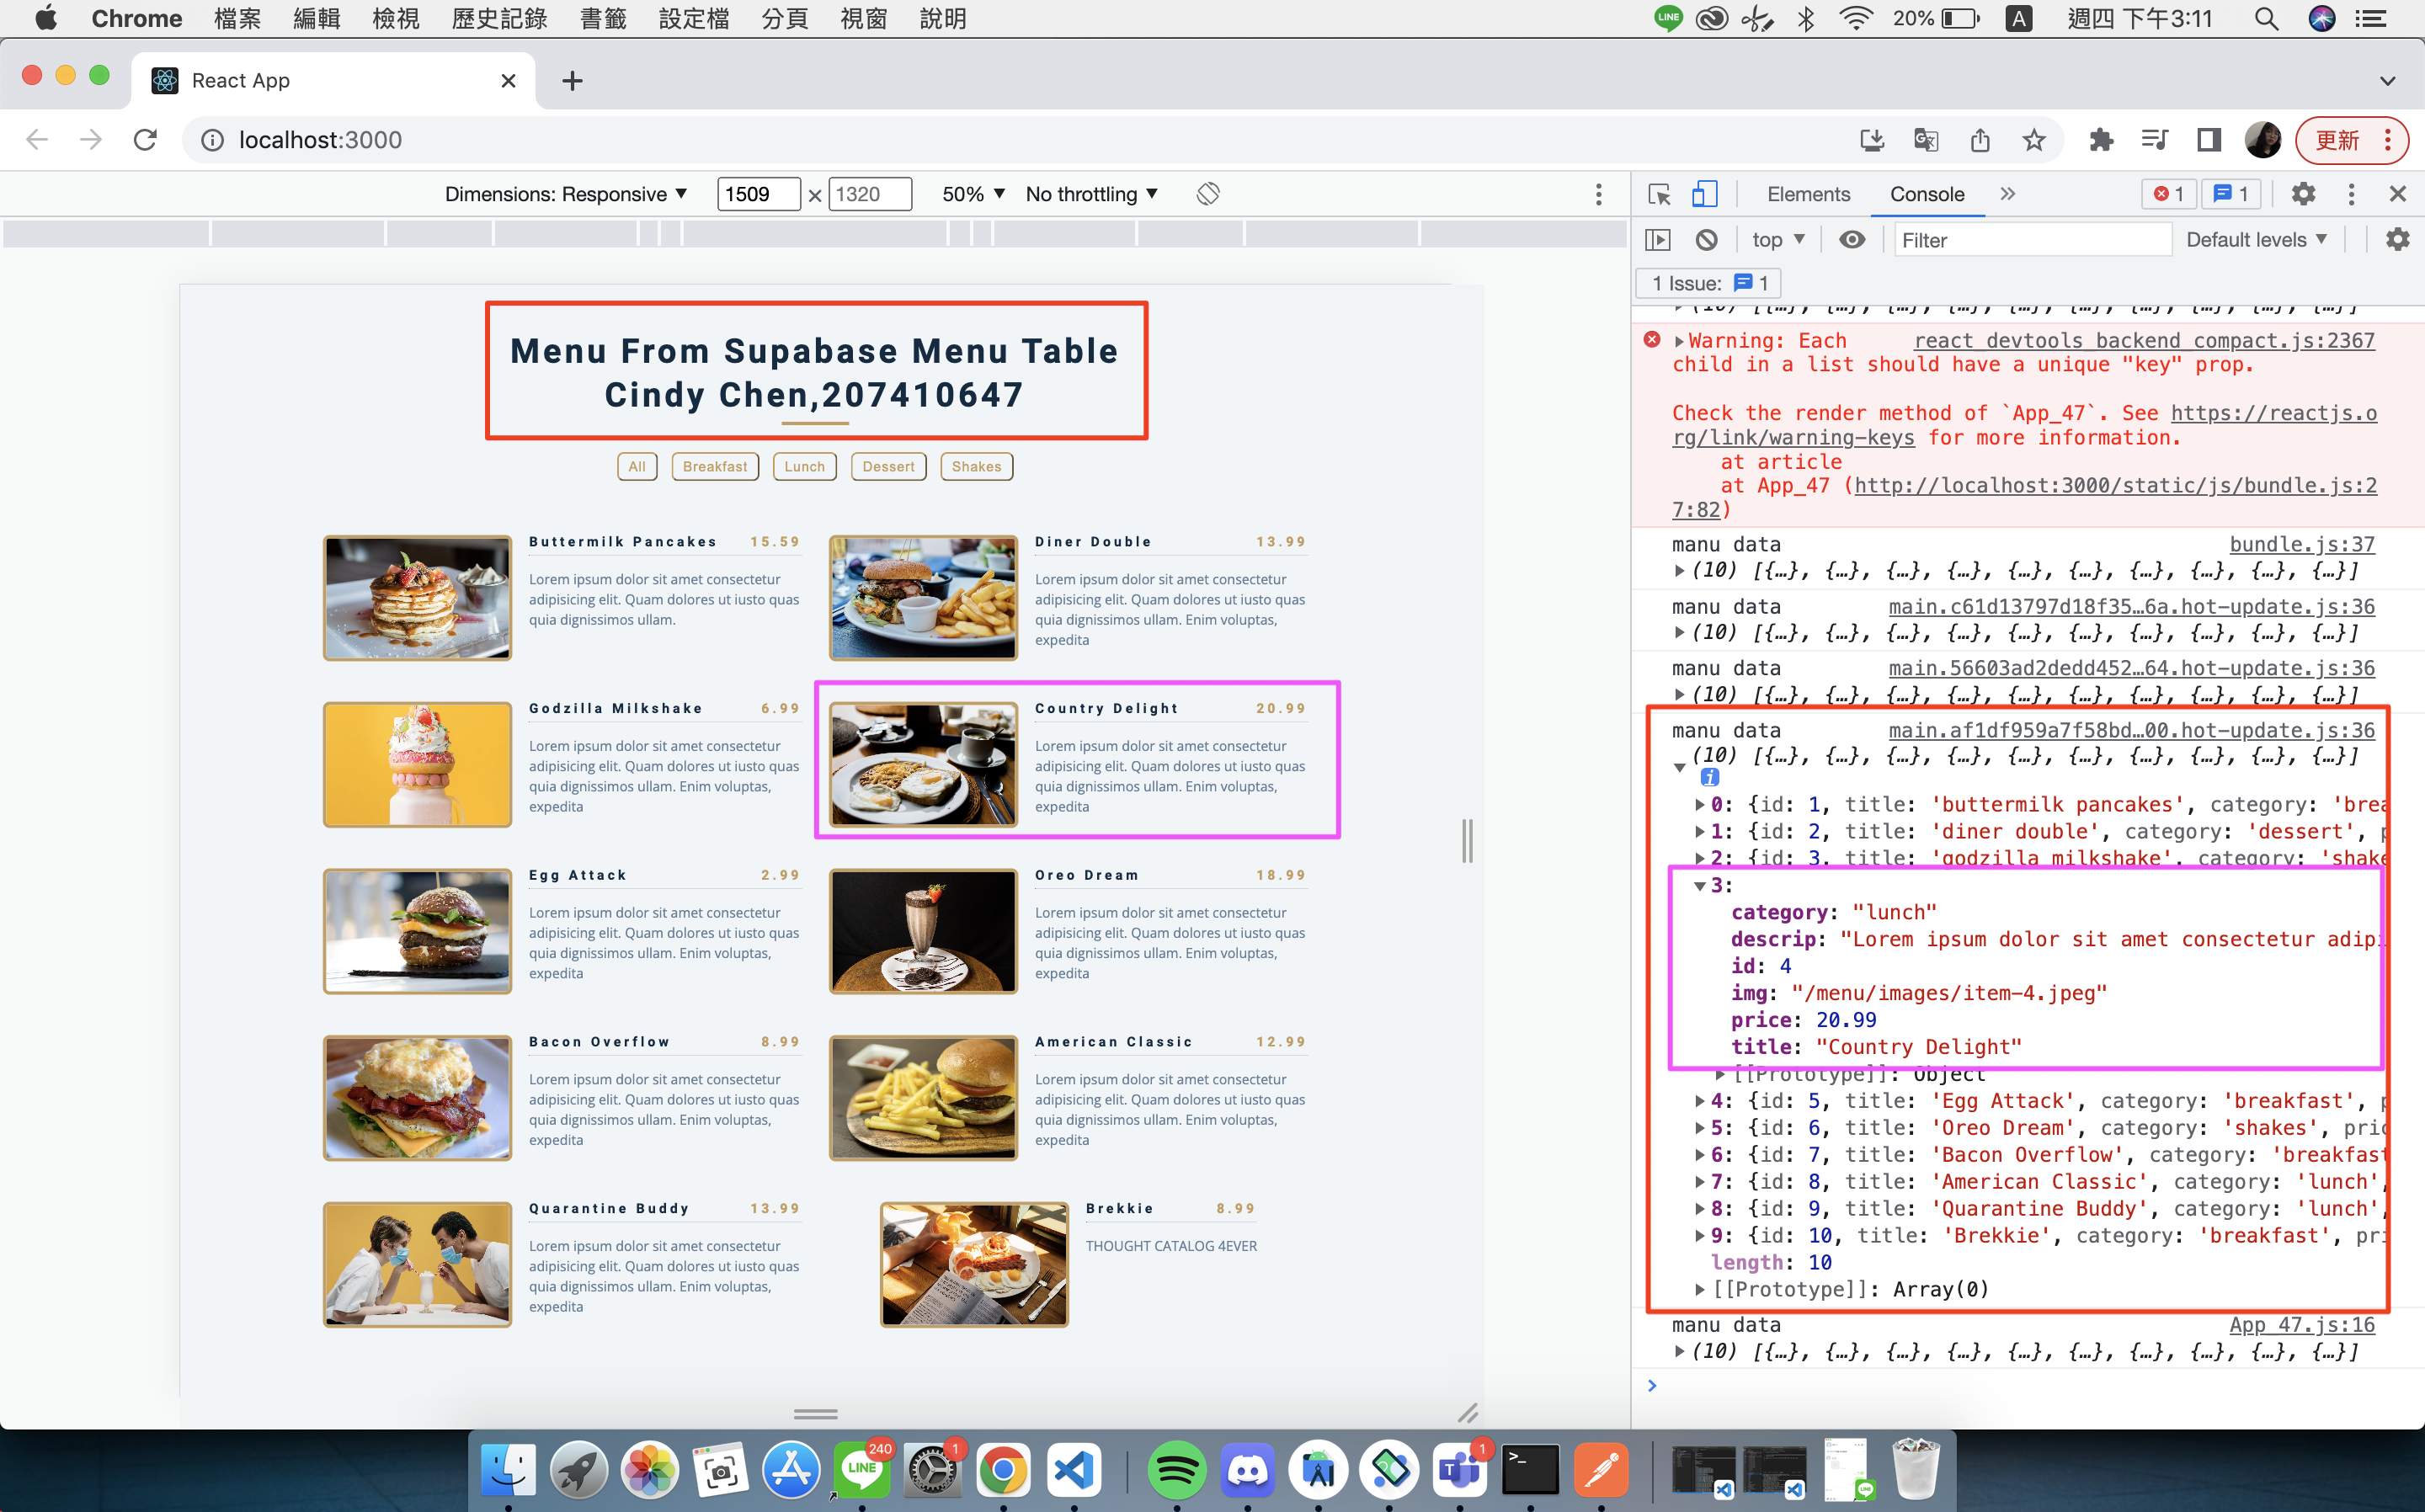 Chrome 檔案 編輯 檢視 歷史記錄 書籤 設定檔 分頁 視窗 說明 LINE 20% A 週四 下午3:11
React App
localhost:3000 更新
Dimensions: Responsive ▼ 1509 × 1320 50% ▼ No throttling ▼
Elements Console 1 1
top ▼ Filter Default levels ▼
1 Issue: 1
Menu From Supabase Menu Table
Cindy Chen,207410647
All Breakfast Lunch Dessert Shakes
Buttermilk Pancakes 15.59
Lorem ipsum dolor sit amet consectetur
adipisicing elit. Quam dolores ut iusto quas
quia dignissimos ullam.
Diner Double 13.99
Lorem ipsum dolor sit amet consectetur
adipisicing elit. Quam dolores ut iusto quas
quia dignissimos ullam. Enim voluptas,
expedita
Godzilla Milkshake 6.99
Lorem ipsum dolor sit amet consectetur
adipisicing elit. Quam dolores ut iusto quas
quia dignissimos ullam. Enim voluptas,
expedita
Country Delight 20.99
Lorem ipsum dolor sit amet consectetur
adipisicing elit. Quam dolores ut iusto quas
quia dignissimos ullam. Enim voluptas,
expedita
Egg Attack 2.99
Lorem ipsum dolor sit amet consectetur
adipisicing elit. Quam dolores ut iusto quas
quia dignissimos ullam. Enim voluptas,
expedita
Oreo Dream 18.99
Lorem ipsum dolor sit amet consectetur
adipisicing elit. Quam dolores ut iusto quas
quia dignissimos ullam. Enim voluptas,
expedita
Bacon Overflow 8.99
Lorem ipsum dolor sit amet consectetur
adipisicing elit. Quam dolores ut iusto quas
quia dignissimos ullam. Enim voluptas,
expedita
American Classic 12.99
Lorem ipsum dolor sit amet consectetur
adipisicing elit. Quam dolores ut iusto quas
quia dignissimos ullam. Enim voluptas,
expedita
Quarantine Buddy 13.99
Lorem ipsum dolor sit amet consectetur
adipisicing elit. Quam dolores ut iusto quas
quia dignissimos ullam. Enim voluptas,
expedita
Brekkie 8.99
THOUGHT CATALOG 4EVER
(10) [{…}, {…}, {…}, {…}, {…}, {…}, {…}, {…}, {…}, {…}]
Warning: Each react_devtools_backend_compact.js:2367
child in a list should have a unique "key" prop.
Check the render method of `App_47`. See https://reactjs.o
rg/link/warning-keys for more information.
at article
at App_47 (http://localhost:3000/static/js/bundle.js:2
7:82)
manu data bundle.js:37
(10) [{…}, {…}, {…}, {…}, {…}, {…}, {…}, {…}, {…}, {…}]
manu data main.c61d13797d18f35…6a.hot-update.js:36
(10) [{…}, {…}, {…}, {…}, {…}, {…}, {…}, {…}, {…}, {…}]
manu data main.56603ad2dedd452…64.hot-update.js:36
(10) [{…}, {…}, {…}, {…}, {…}, {…}, {…}, {…}, {…}, {…}]
manu data main.af1df959a7f58bd…00.hot-update.js:36
(10) [{…}, {…}, {…}, {…}, {…}, {…}, {…}, {…}, {…}, {…}]
i
0: {id: 1, title: 'buttermilk pancakes', category: 'brea
1: {id: 2, title: 'diner double', category: 'dessert', p
2: {id: 3, title: 'godzilla milkshake', category: 'shake
3:
category: "lunch"
descrip: "Lorem ipsum dolor sit amet consectetur adipi
id: 4
img: "/menu/images/item-4.jpeg"
price: 20.99
title: "Country Delight"
[[Prototype]]: Object
4: {id: 5, title: 'Egg Attack', category: 'breakfast', p
5: {id: 6, title: 'Oreo Dream', category: 'shakes', pric
6: {id: 7, title: 'Bacon Overflow', category: 'breakfast
7: {id: 8, title: 'American Classic', category: 'lunch',
8: {id: 9, title: 'Quarantine Buddy', category: 'lunch',
9: {id: 10, title: 'Brekkie', category: 'breakfast', pri
length: 10
[[Prototype]]: Array(0)
manu data App_47.js:16
(10) [{…}, {…}, {…}, {…}, {…}, {…}, {…}, {…}, {…}, {…}]
LINE 240 1 1